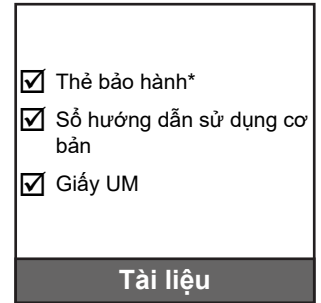 Thẻ bảo hành*
Sổ hướng dẫn sử dụng cơ
bản
Giấy UM
Tài liệu